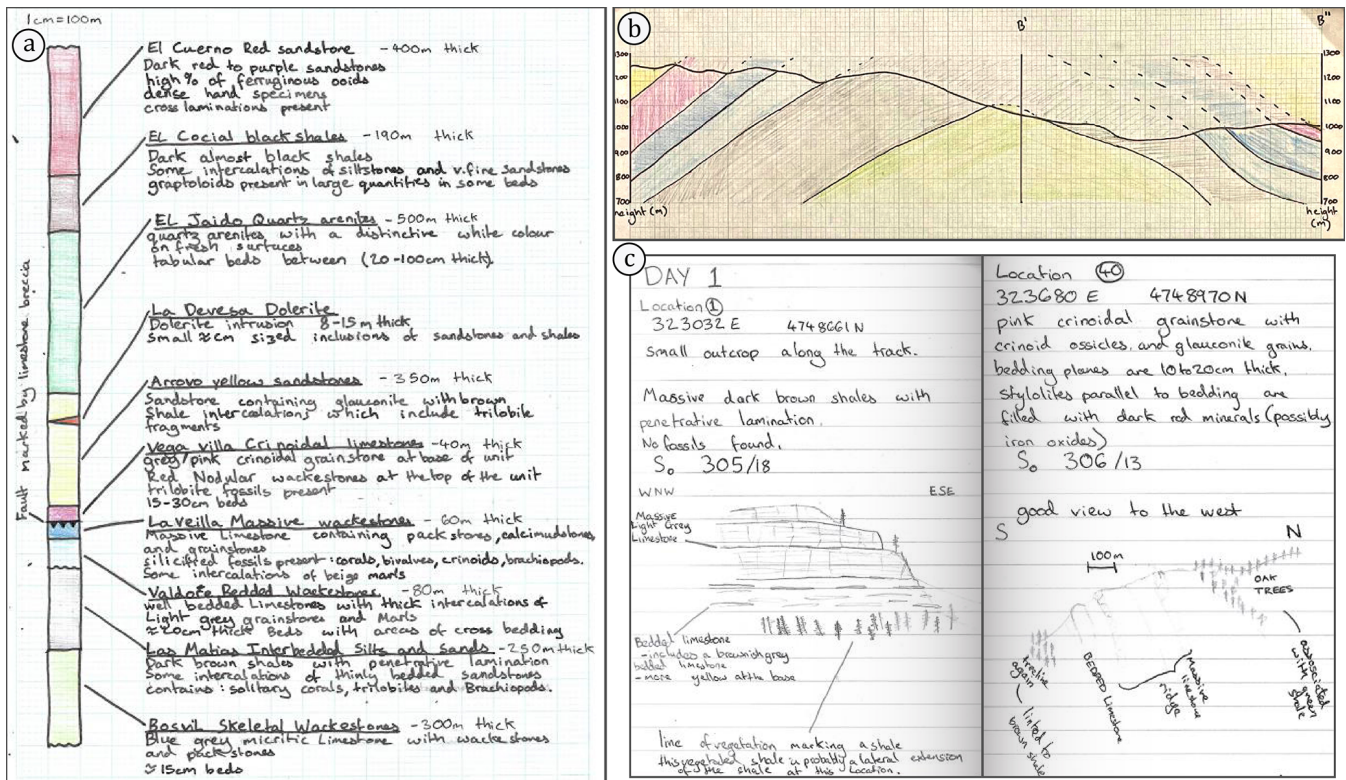 1cm=100m
a
El Cuerno Red sandstone - 400m thick
Dark red to purple sandstones
high % of ferruginous ooids
dense hand specimens
cross laminations present
EL Cocial black shales - 190m thick
Dark almost black shales
Some intercalations of siltstones and v.fine sandstones
graptoloids present in large quantities in some beds
EL Jaido Quartz arenites - 500m thick
quartz arenites with a distinctive white colour
on fresh surfaces
tabular beds between (20-100cm thick).
La Devesa Dolerite
Dolerite intrusion 8-15m thick
Small ≈cm sized inclusions of sandstones and shales
Arroyo yellow sandstones - 350m thick
Sandstone containing glauconite with brown
Shale intercalations which include trilobite
fragments
Vega villa Crinoidal limestones - 40m thick
grey/pink crinoidal grainstone at base of unit
Red Nodular wackestones at the top of the unit
trilobite fossils present
15-30cm beds
La veilla Massive wackestones - 60m thick
Massive Limestone containing packstones, calcimudstones,
and grainstones
silicified fossils present: corals, bivalves, crinoids, brachiopods.
Some intercalations of beige marls
Valdoré Bedded Wackestones - 80m thick
well bedded Limestones with thick intercalations of
Light grey grainstones and Marls
≈20cm thick Beds with areas of cross bedding
Las Matias Interbedded Silts and Sands - 250m thick
Dark brown shales with penetrative lamination
Some intercalations of thinly bedded sandstones
contains: solitary corals, trilobites and Brachiopods.
Bosvil Skeletal Wackestones - 300m thick
Blue grey micritic Limestone with wackestones
and packstones
≈15cm beds
Fault marked by limestone breccia
b
B'
B"
1300
1200
1100
1000
900
800
700
height (m)
1300
1200
1100
1000
900
800
700
height
(m)
c
DAY 1
Location 1
323032 E 4748661 N
Small outcrop along the track.
Massive dark brown shales with
penetrative lamination.
No fossils found.
So 305/18
WNW ESE
Massive
Light Grey
Limestone
Bedded limestone
- includes a brownish grey
bedded limestone
- more yellow at the base
line of vegetation marking a shale
this vegetated shale is probably a lateral extension
of the shale at this Location.
Location 40
323680 E 4748970 N
pink crinoidal grainstone with
crinoid ossicles, and glauconite grains.
bedding planes are 10 to 20cm thick.
stylolites parallel to bedding are
filled with dark red minerals (possibly
iron oxides)
So 306/13
good view to the west
S N
100m
OAK
TREES
associated
with green
shale
Massive
limestone
ridge
BEDDED Limestone
again
linked to
brown shale